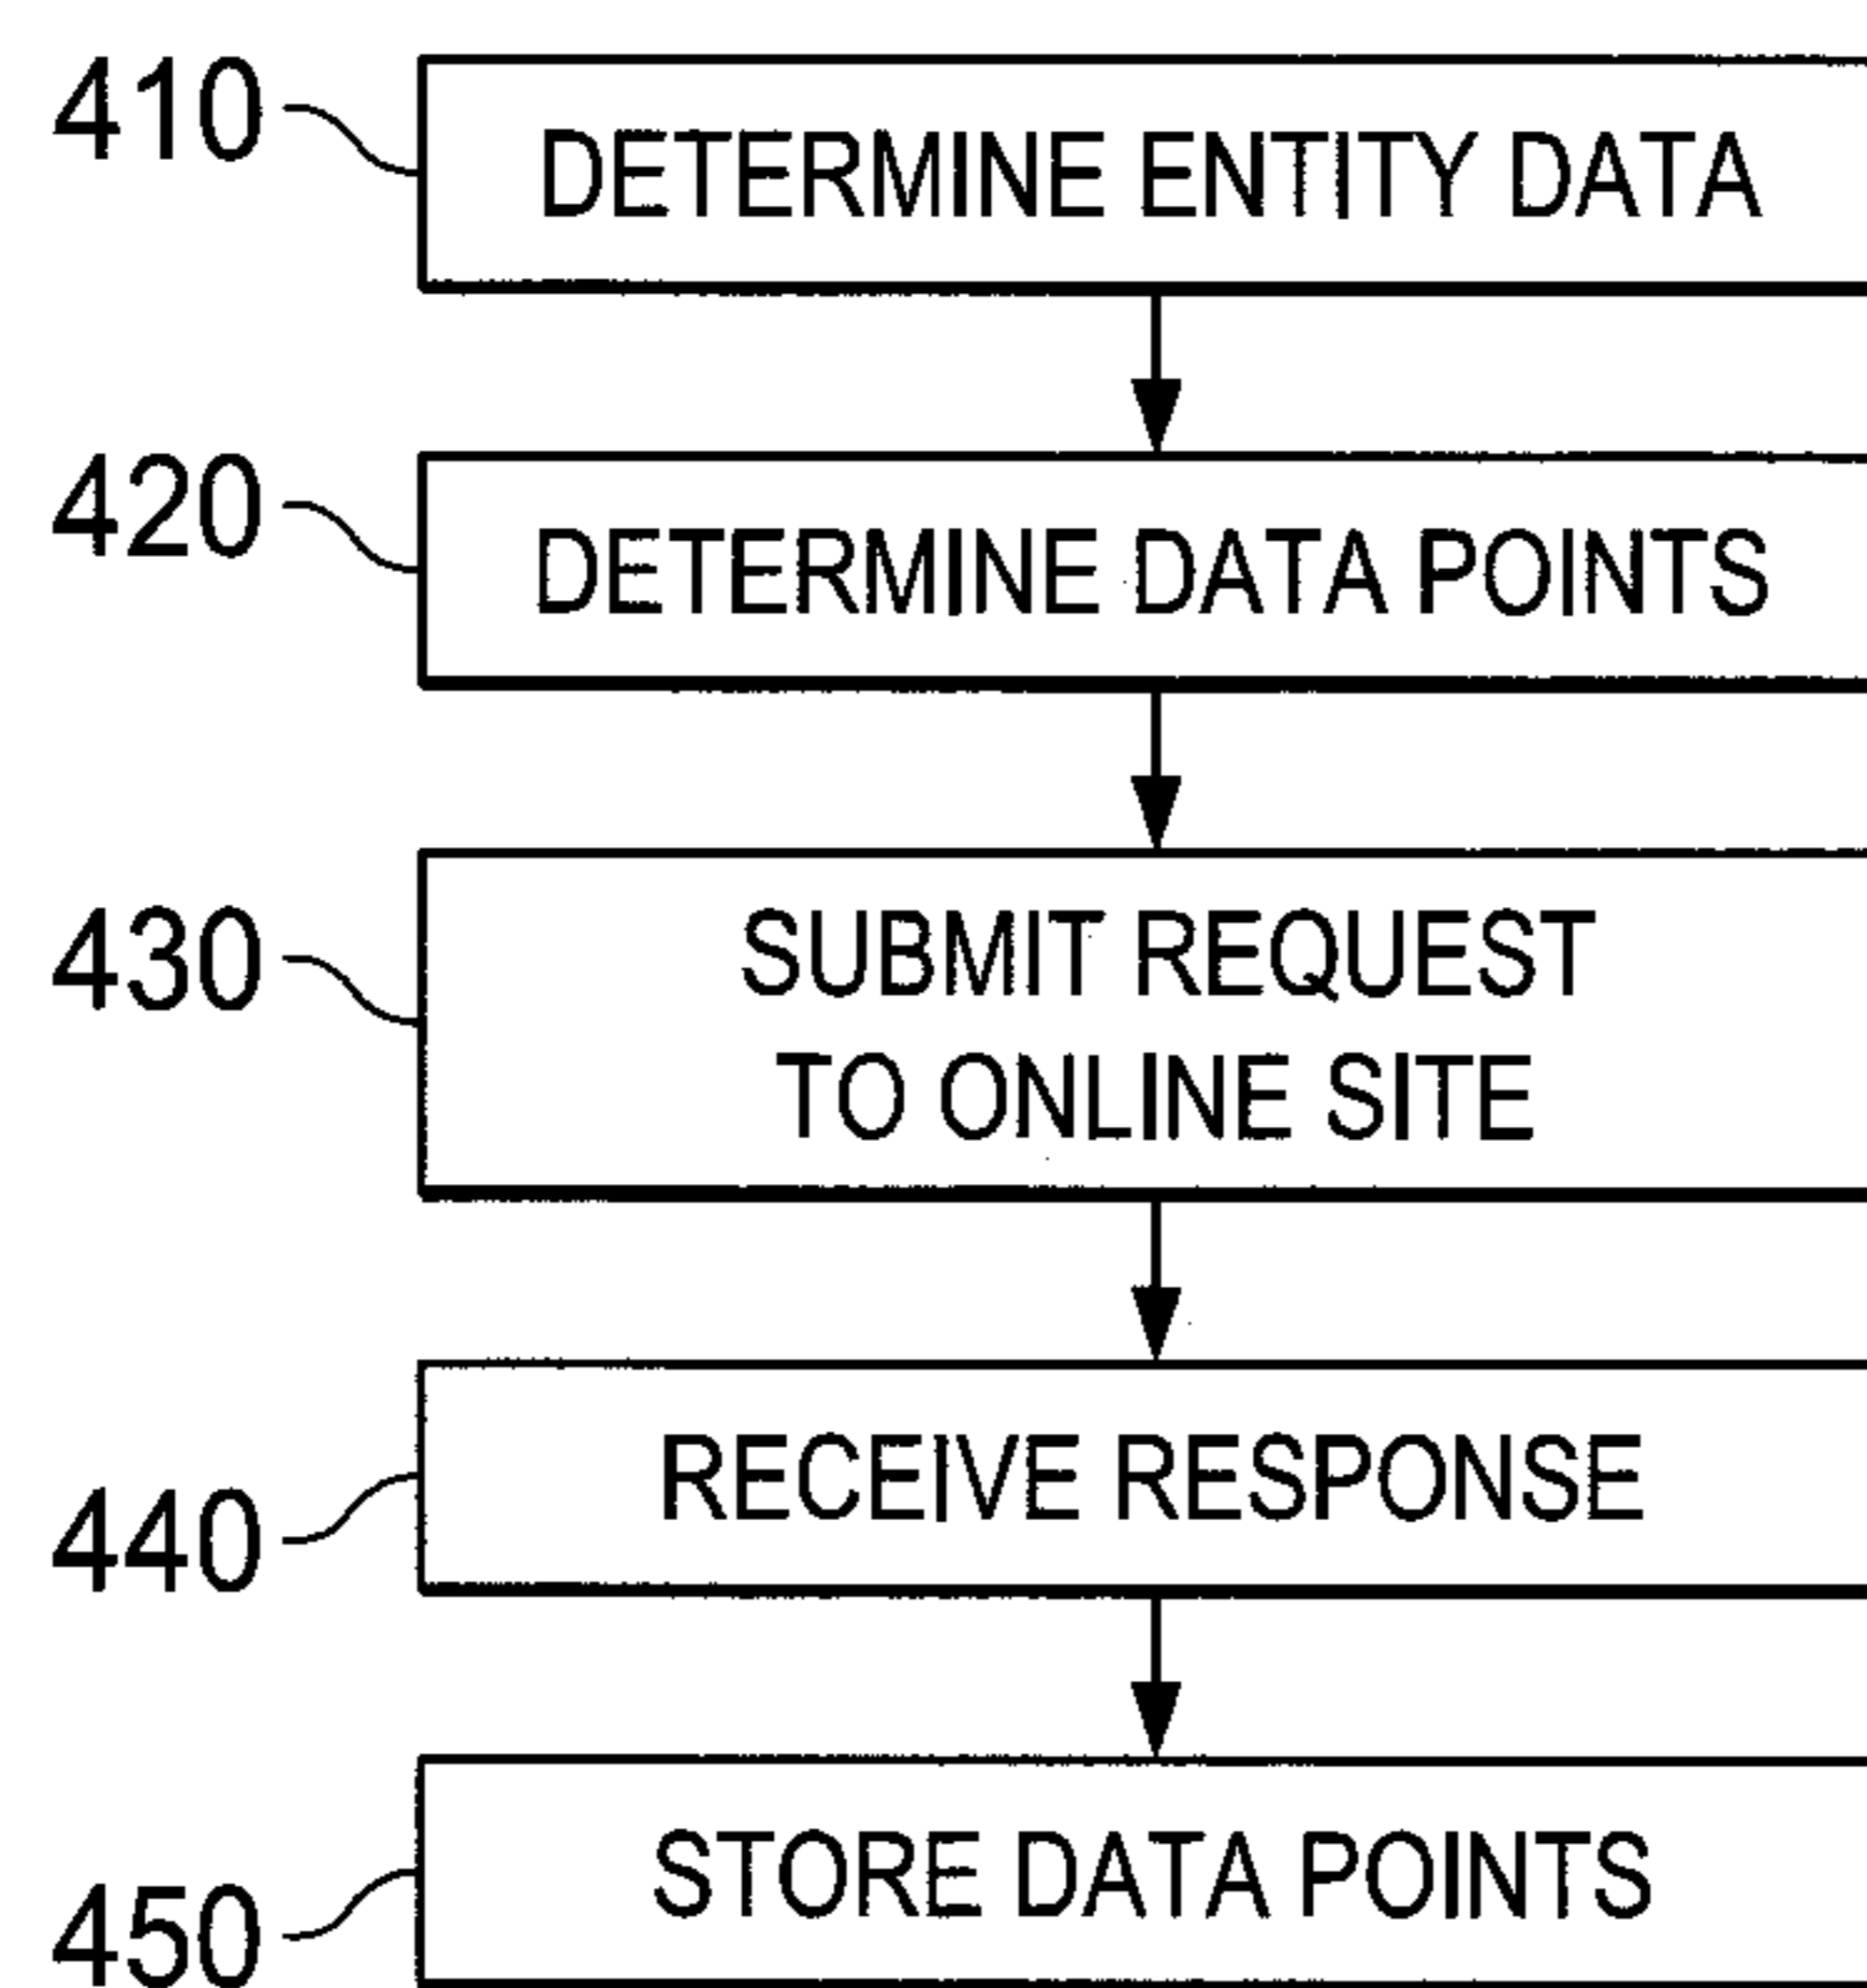 410
DETERMINE ENTITY DATA
420
DETERMINE DATA POINTS
430
SUBMIT REQUEST
TO ONLINE SITE
440
RECEIVE RESPONSE
450
STORE DATA POINTS